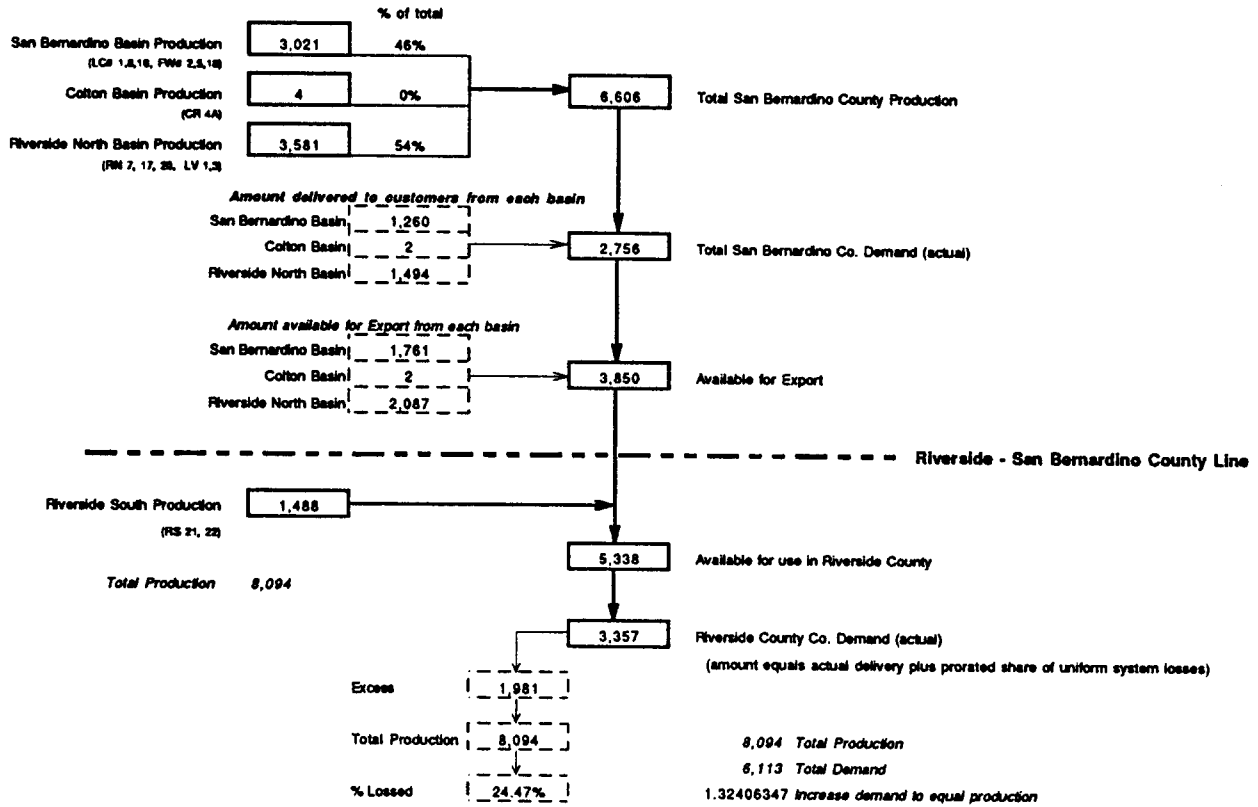 % of total
San Bernardino Basin Production 3,021 46%
(LC# 1,8,16, FW# 2,5,18)
Colton Basin Production 4 0%
(CR 4A)
6,606 Total San Bernardino County Production
Riverside North Basin Production 3,581 54%
(RN 7, 17, 28, LV 1,3)
Amount delivered to customers from each basin
San Bernardino Basin 1,260
Colton Basin 2
2,756 Total San Bernardino Co. Demand (actual)
Riverside North Basin 1,494
Amount available for Export from each basin
San Bernardino Basin 1,761
Colton Basin 2
3,850 Available for Export
Riverside North Basin 2,087
Riverside - San Bernardino County Line
Riverside South Production 1,488
(RS 21, 22)
5,338 Available for use in Riverside County
Total Production 8,094
3,357 Riverside County Co. Demand (actual)
(amount equals actual delivery plus prorated share of uniform system losses)
Excess 1,981
Total Production 8,094
8,094 Total Production
6,113 Total Demand
% Lossed 24.47%
1.32406347 Increase demand to equal production